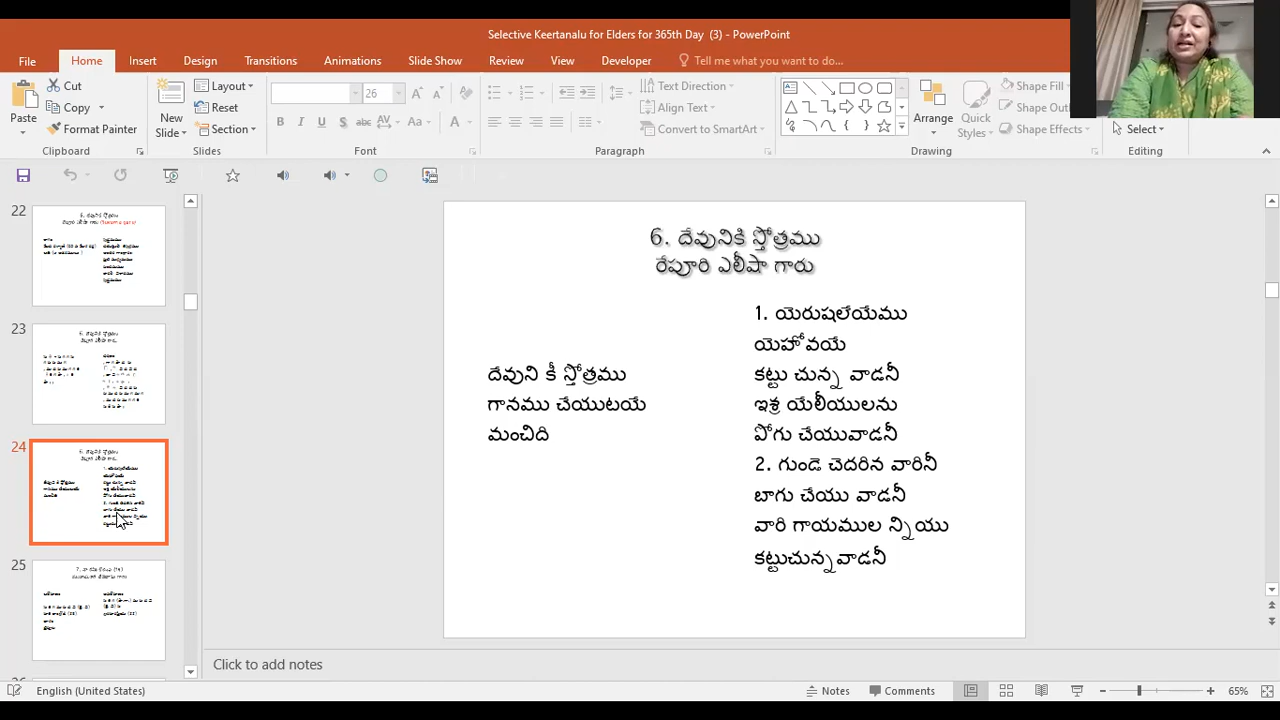 Selective Keertanalu for Elders for 365th Day (3) - PowerPoint
File Home Insert Design Transitions Animations Slide Show Review View Developer Tell me what you want to do...
Paste
Cut
Copy
Format Painter
Clipboard
New Slide
Layout
Reset
Section
Slides
26
Font
Text Direction
Align Text
Convert to SmartArt
Paragraph
Arrange
Quick Styles
Shape Fill
Shape Effects
Drawing
Select
Editing
22
23
24
25
6. దేవునికి స్తోత్రము
రేపూరి ఎలీషా గారు
దేవుని కీ స్తోత్రము
గానము చేయుటయే
మంచిది
1. యెరుషలేయేము
యెహోవయే
కట్టు చున్న వాడనీ
ఇశ్ర యేలీయులను
పోగు చేయువాడనీ
2. గుండె చెదరిన వారినీ
బాగు చేయు వాడనీ
వారి గాయముల న్నియు
కట్టుచున్నవాడనీ
Click to add notes
English (United States) Notes Comments 65%